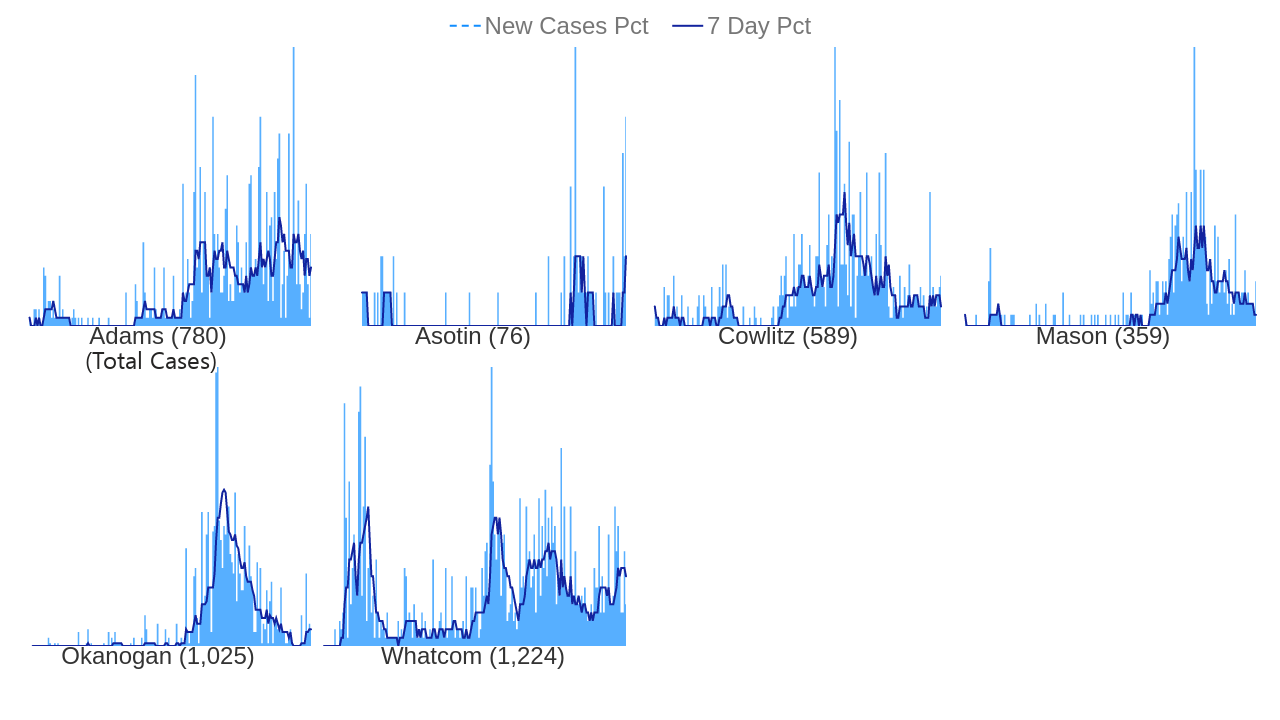 New Cases Pct 7 Day Pct
Adams (780)
(Total Cases)
Asotin (76)
Cowlitz (589)
Mason (359)
Okanogan (1,025)
Whatcom (1,224)